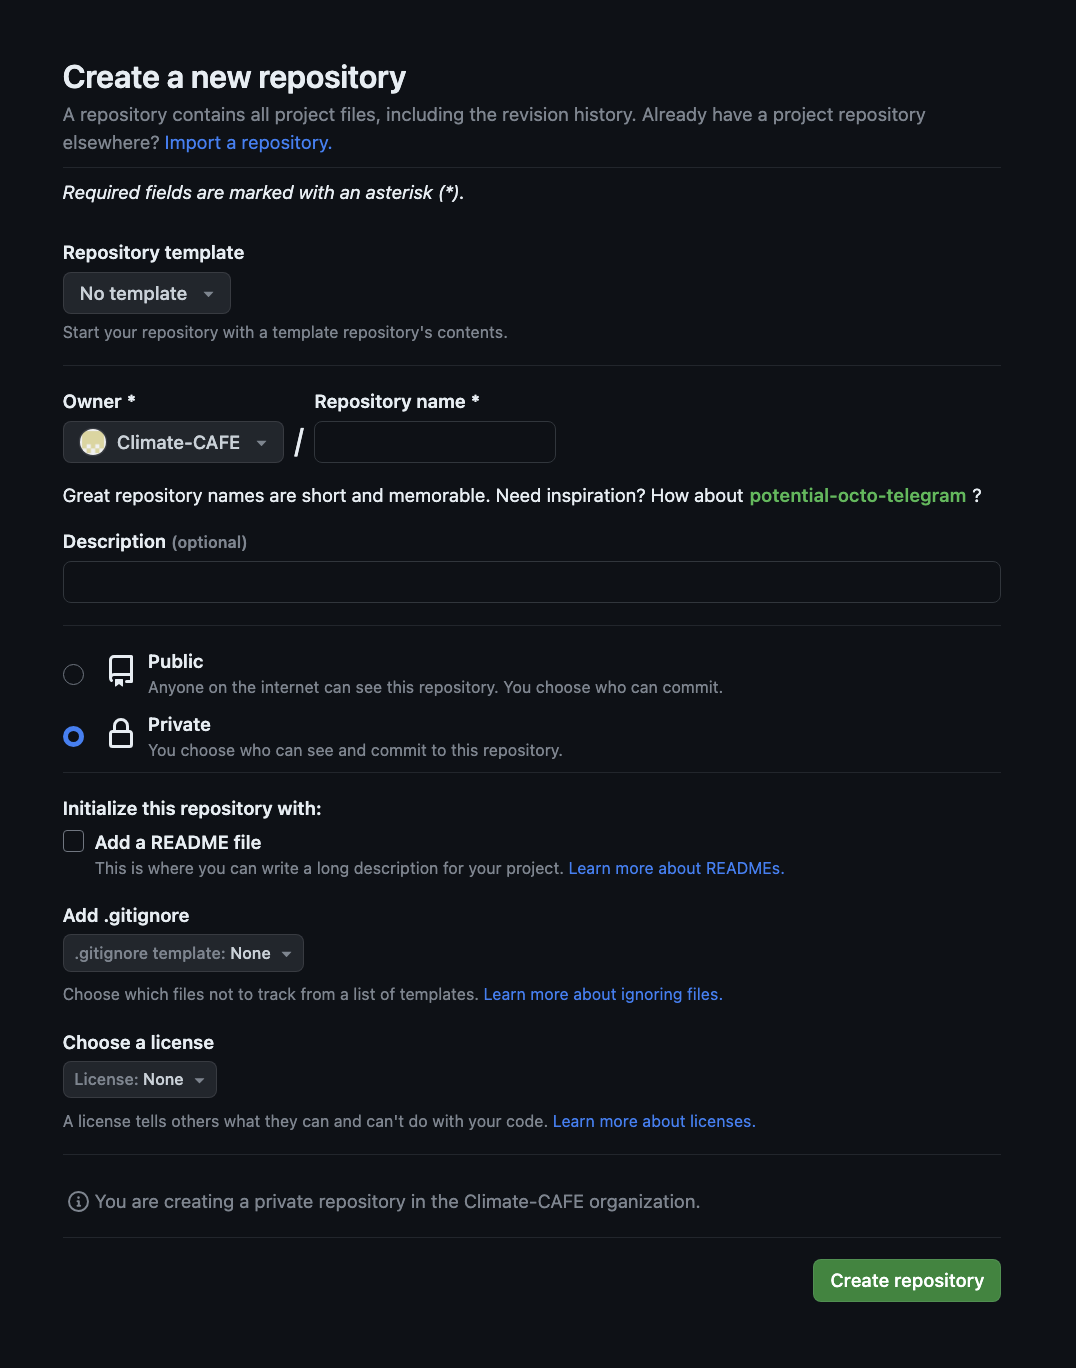 Create a new repository
A repository contains all project files, including the revision history. Already have a project repository
elsewhere? Import a repository.
Required fields are marked with an asterisk (*).
Repository template
No template
Start your repository with a template repository's contents.
Owner *
Repository name *
Climate-CAFE
/
Great repository names are short and memorable. Need inspiration? How about potential-octo-telegram ?
Description (optional)
Public
Anyone on the internet can see this repository. You choose who can commit.
Private
You choose who can see and commit to this repository.
Initialize this repository with:
Add a README file
This is where you can write a long description for your project. Learn more about READMEs.
Add .gitignore
.gitignore template: None
Choose which files not to track from a list of templates. Learn more about ignoring files.
Choose a license
License: None
A license tells others what they can and can't do with your code. Learn more about licenses.
You are creating a private repository in the Climate-CAFE organization.
Create repository